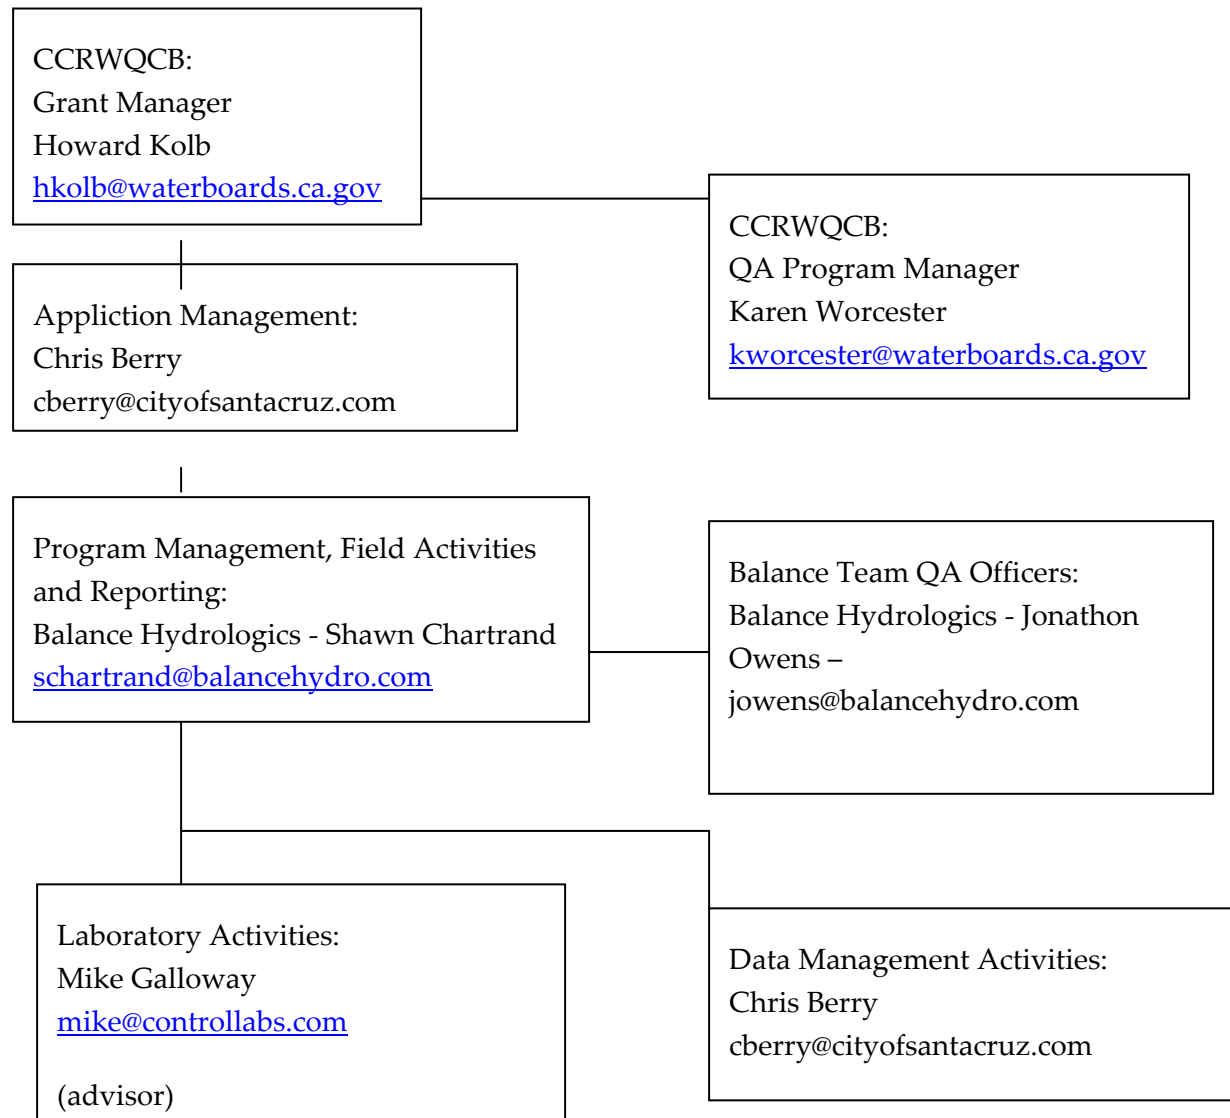 CCRWQCB:
Grant Manager
Howard Kolb
hkolb@waterboards.ca.gov
CCRWQCB:
QA Program Manager
Karen Worcester
kworcester@waterboards.ca.gov
Appliction Management:
Chris Berry
cberry@cityofsantacruz.com
Program Management, Field Activities
and Reporting:
Balance Hydrologics - Shawn Chartrand
schartrand@balancehydro.com
Balance Team QA Officers:
Balance Hydrologics - Jonathon
Owens –
jowens@balancehydro.com
Laboratory Activities:
Mike Galloway
mike@controllabs.com
(advisor)
Data Management Activities:
Chris Berry
cberry@cityofsantacruz.com